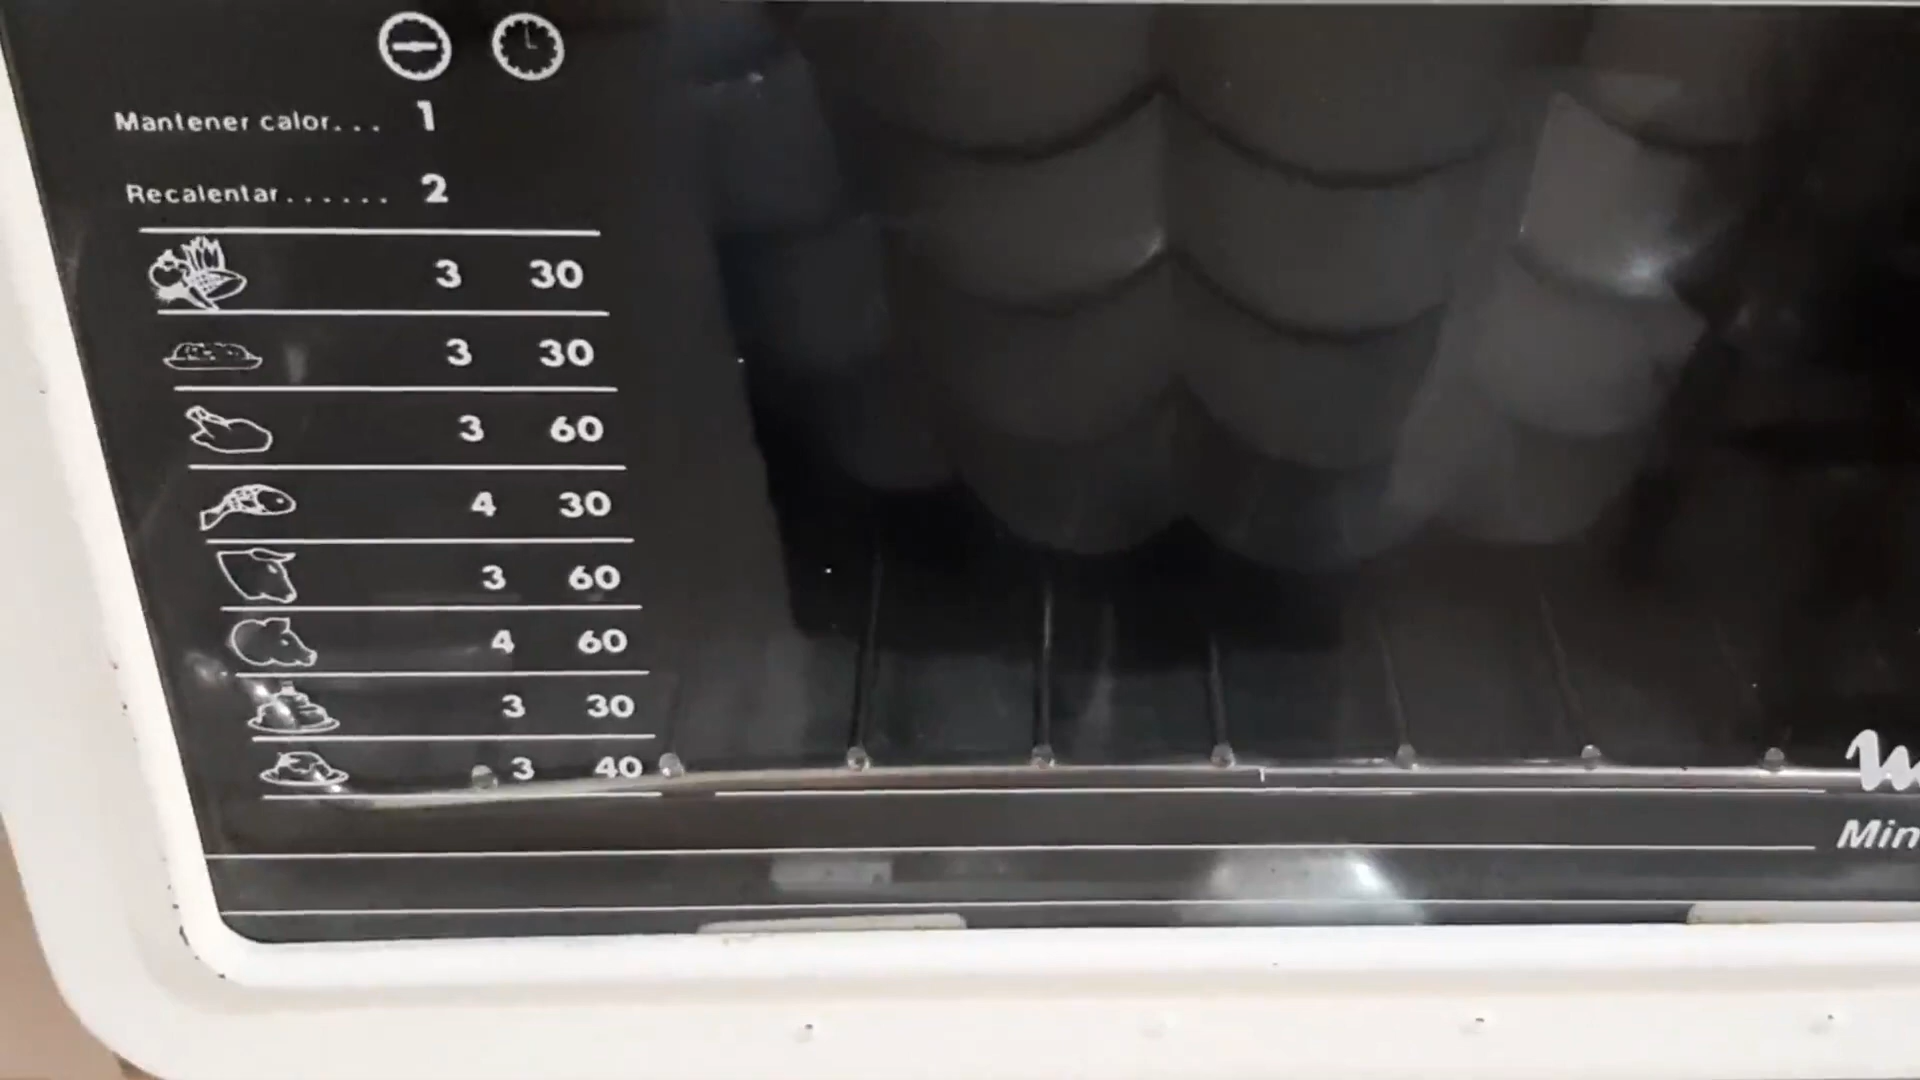 Mantener calor... 1
Recalentar...... 2
3 30
3 30
3 60
4 30
3 60
4 60
3 30
3 40
Min